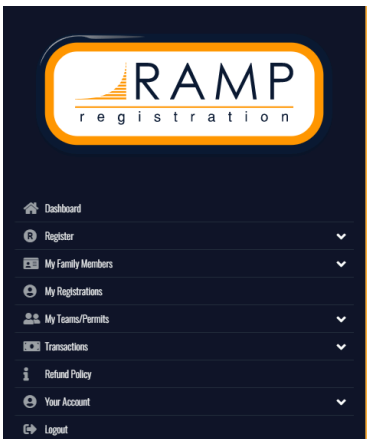 RAMP
registration
Dashboard
Register
My Family Members
My Registrations
My Teams/Permits
Transactions
Refund Policy
Your Account
Logout